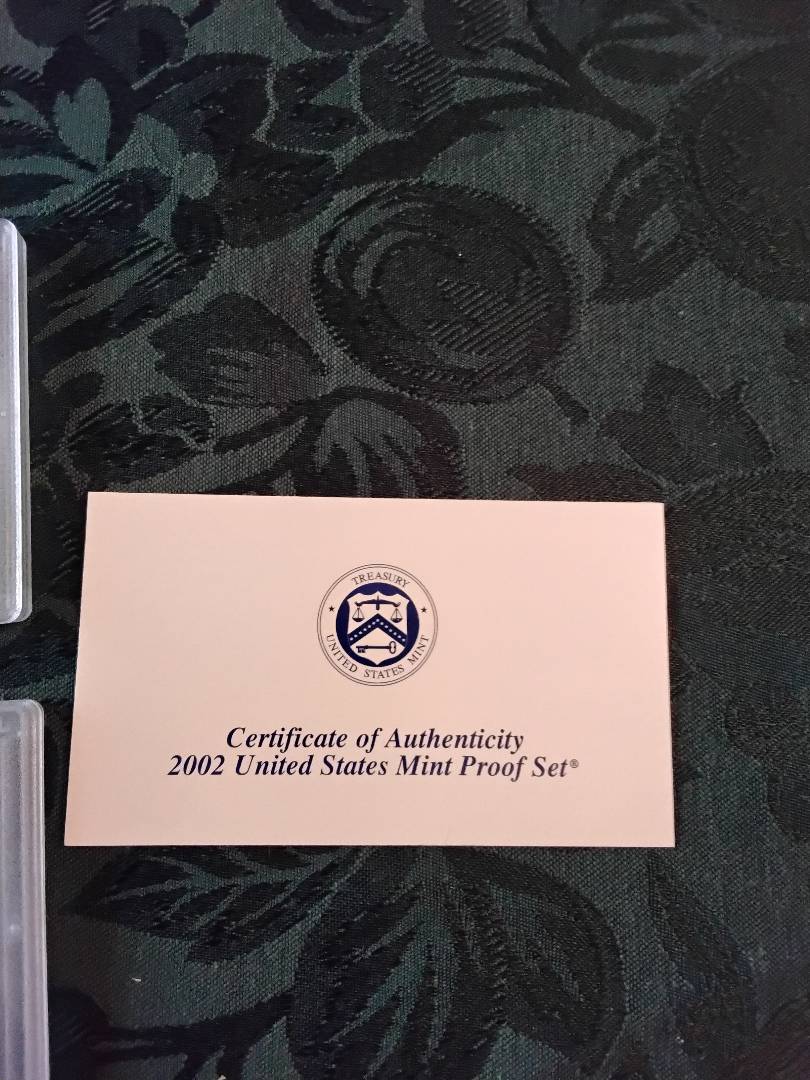 TREASURY
UNITED STATES MINT
Certificate of Authenticity
2002 United States Mint Proof Set®